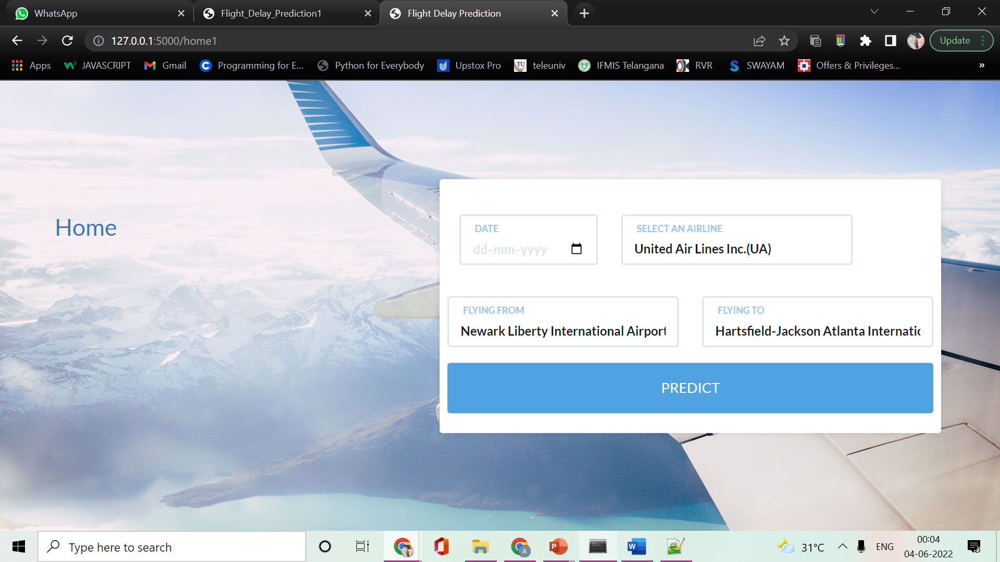 WhatsApp
Flight_Delay_Prediction1
Flight Delay Prediction
127.0.0.1:5000/home1
Update
Apps
JAVASCRIPT
Gmail
Programming for E...
Python for Everybody
Upstox Pro
TU
teleuniv
IFMIS Telangana
RVR
SWAYAM
Offers & Privileges...
»
Home
DATE
dd-mm-yyyy
SELECT AN AIRLINE
United Air Lines Inc.(UA)
FLYING FROM
Newark Liberty International Airport
FLYING TO
Hartsfield-Jackson Atlanta Internatic
PREDICT
Type here to search
A
P
W
31°C
ENG
00:04
04-06-2022